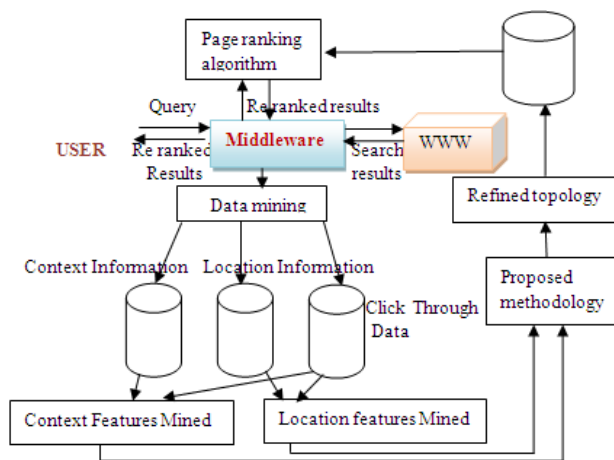 Page ranking
algorithm
Query
Re ranked results
Middleware
WWW
USER
Re ranked
Results
Search
results
Data mining
Refined topology
Context Information
Location Information
Proposed
methodology
Click Through
Data
Context Features Mined
Location features Mined